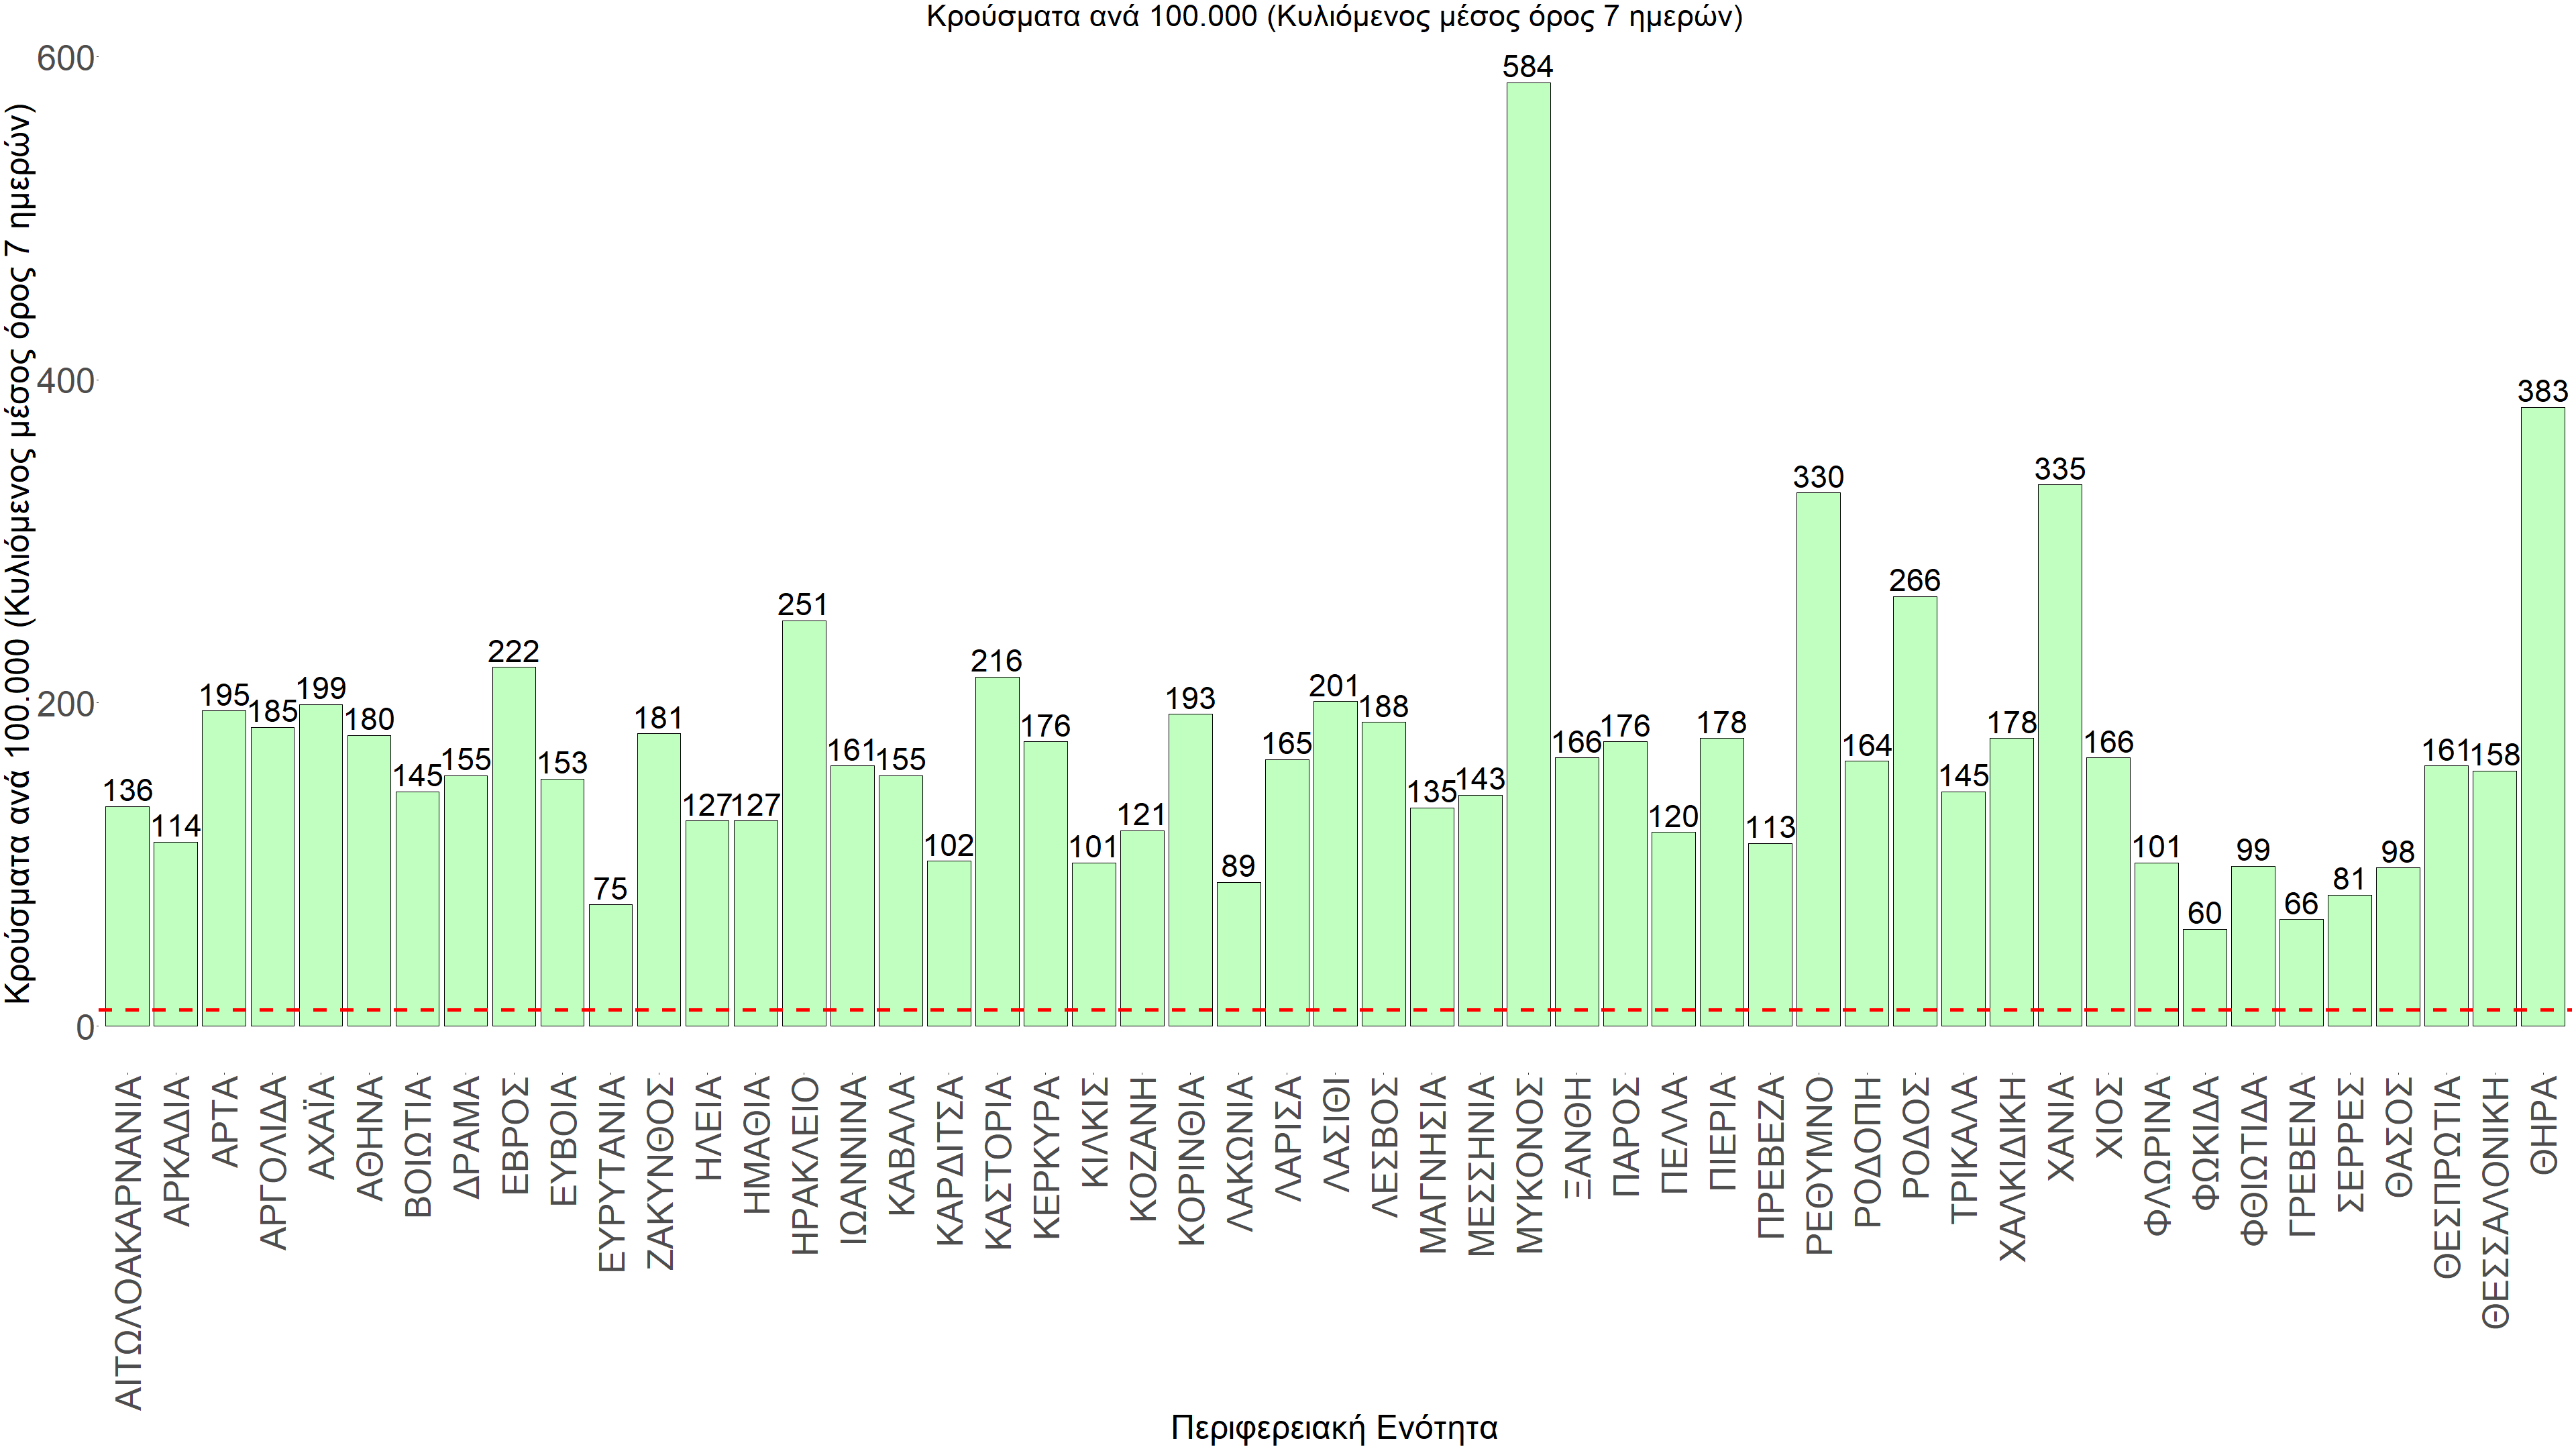 Κρούσματα ανά 100.000 (Κυλιόμενος μέσος όρος 7 ημερών)
Κρούσματα ανά 100.000 (Κυλιόμενος μέσος όρος 7 ημερών)
600
400
200
0
136
114
195
185
199
180
145
155
222
153
75
181
127
127
251
161
155
102
216
176
101
121
193
89
165
201
188
135
143
584
166
176
120
178
113
330
164
266
145
178
335
166
101
60
99
66
81
98
161
158
383
ΑΙΤΩΛΟΑΚΑΡΝΑΝΙΑ
ΑΡΚΑΔΙΑ
ΑΡΤΑ
ΑΡΓΟΛΙΔΑ
ΑΧΑΪΑ
ΑΘΗΝΑ
ΒΟΙΩΤΙΑ
ΔΡΑΜΑ
ΕΒΡΟΣ
ΕΥΒΟΙΑ
ΕΥΡΥΤΑΝΙΑ
ΖΑΚΥΝΘΟΣ
ΗΛΕΙΑ
ΗΜΑΘΙΑ
ΗΡΑΚΛΕΙΟ
ΙΩΑΝΝΙΝΑ
ΚΑΒΑΛΑ
ΚΑΡΔΙΤΣΑ
ΚΑΣΤΟΡΙΑ
ΚΕΡΚΥΡΑ
ΚΙΛΚΙΣ
ΚΟΖΑΝΗ
ΚΟΡΙΝΘΙΑ
ΛΑΚΩΝΙΑ
ΛΑΡΙΣΑ
ΛΑΣΙΘΙ
ΛΕΣΒΟΣ
ΜΑΓΝΗΣΙΑ
ΜΕΣΣΗΝΙΑ
ΜΥΚΟΝΟΣ
ΞΑΝΘΗ
ΠΑΡΟΣ
ΠΕΛΛΑ
ΠΙΕΡΙΑ
ΠΡΕΒΕΖΑ
ΡΕΘΥΜΝΟ
ΡΟΔΟΠΗ
ΡΟΔΟΣ
ΤΡΙΚΑΛΑ
ΧΑΛΚΙΔΙΚΗ
ΧΑΝΙΑ
ΧΙΟΣ
ΦΛΩΡΙΝΑ
ΦΩΚΙΔΑ
ΦΘΙΩΤΙΔΑ
ΓΡΕΒΕΝΑ
ΣΕΡΡΕΣ
ΘΑΣΟΣ
ΘΕΣΠΡΩΤΙΑ
ΘΕΣΣΑΛΟΝΙΚΗ
ΘΗΡΑ
Περιφερειακή Ενότητα